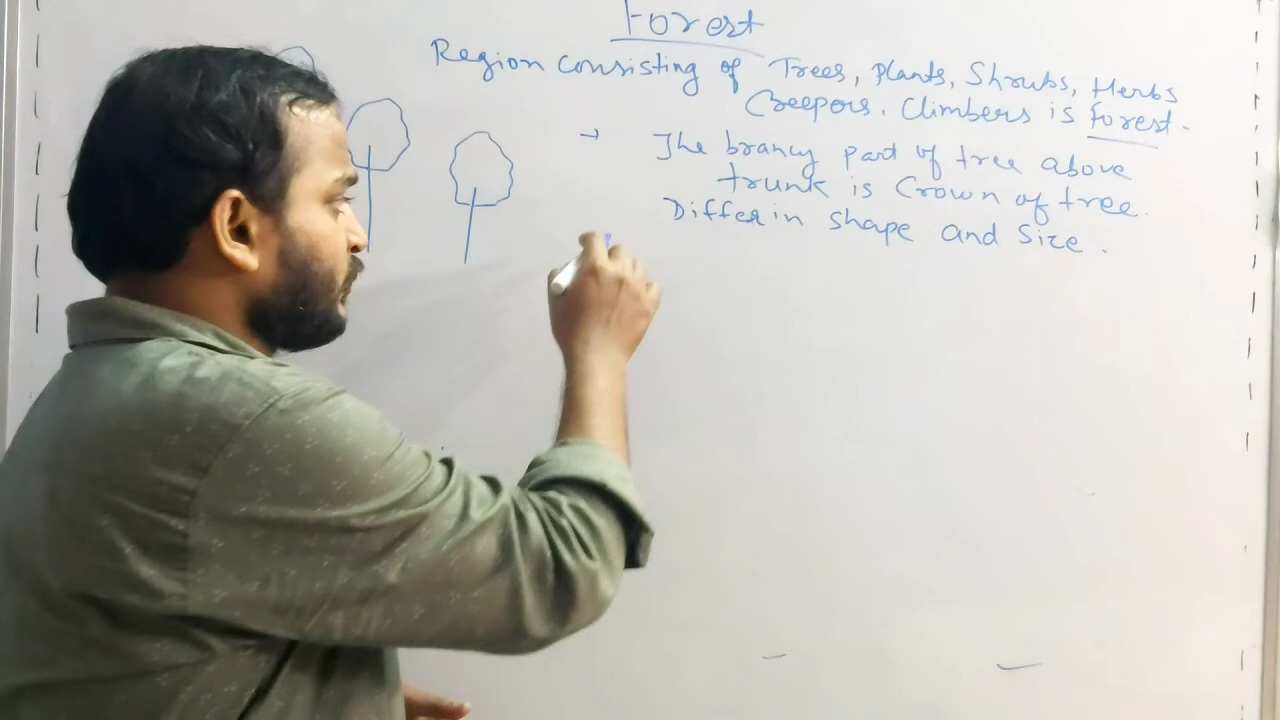 Forest
Region consisting of Trees, Plants, Shrubs, Herbs
Creepors. Climbers is Forest.
→ The brancy part of tree above
trunk is Crown of tree.
Differ in shape and Size.